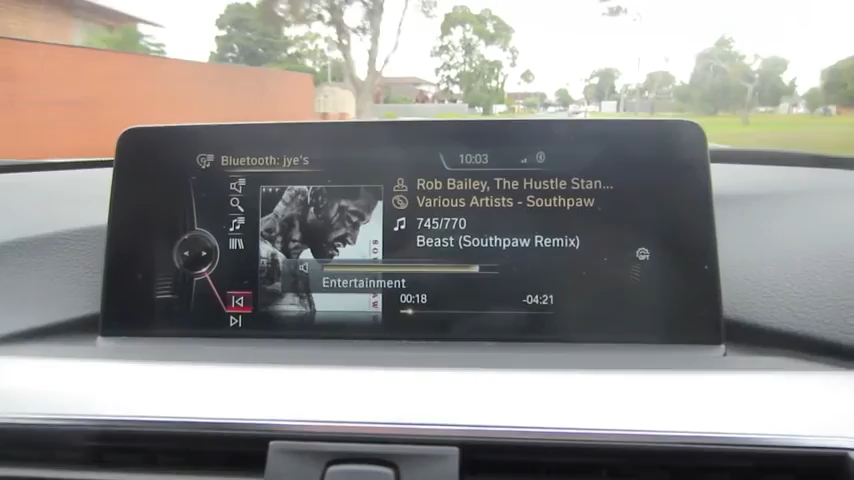 Bluetooth: jye's
10:03
Rob Bailey, The Hustle Stan...
Various Artists - Southpaw
745/770
Beast (Southpaw Remix)
Entertainment
00:18
-04:21